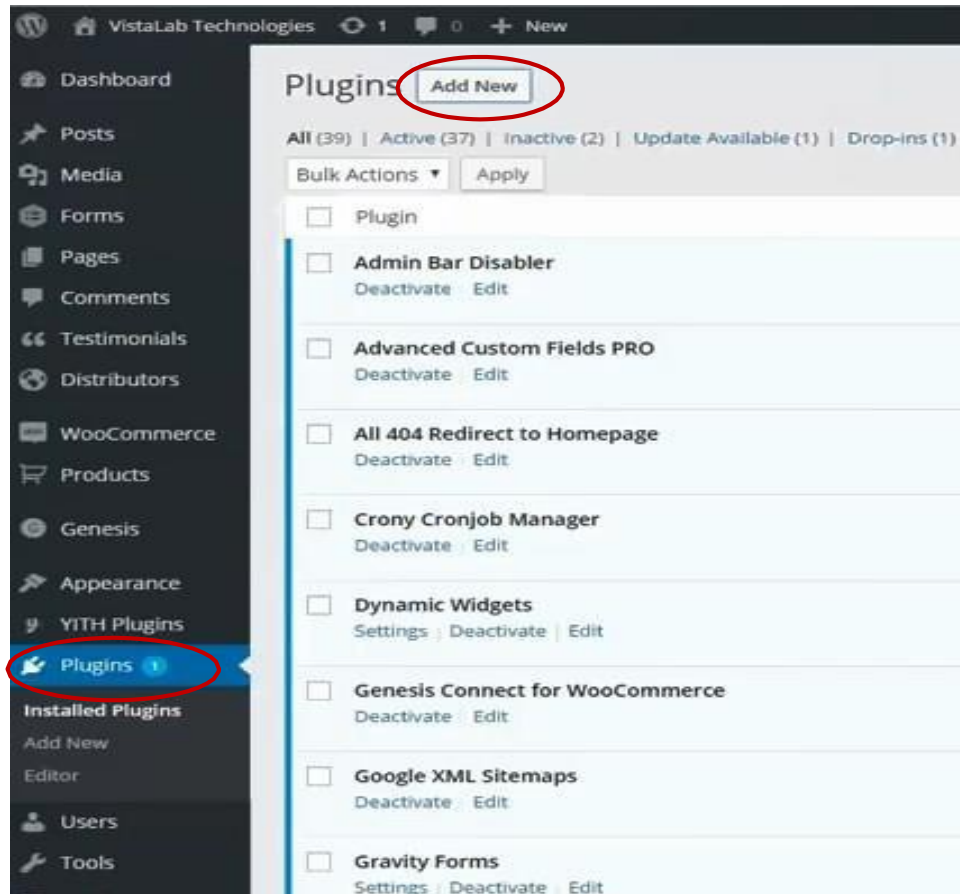 VistaLab Technologies 1 0 + New
Dashboard
Posts
Media
Forms
Pages
Comments
Testimonials
Distributors
WooCommerce
Products
Genesis
Appearance
YITH Plugins
Plugins 1
Installed Plugins
Add New
Editor
Users
Tools
Plugins Add New
All (39) | Active (37) | Inactive (2) | Update Available (1) | Drop-ins (1)
Bulk Actions Apply
Plugin
Admin Bar Disabler
Deactivate | Edit
Advanced Custom Fields PRO
Deactivate | Edit
All 404 Redirect to Homepage
Deactivate | Edit
Crony Cronjob Manager
Deactivate | Edit
Dynamic Widgets
Settings | Deactivate | Edit
Genesis Connect for WooCommerce
Deactivate | Edit
Google XML Sitemaps
Deactivate | Edit
Gravity Forms
Settings | Deactivate | Edit